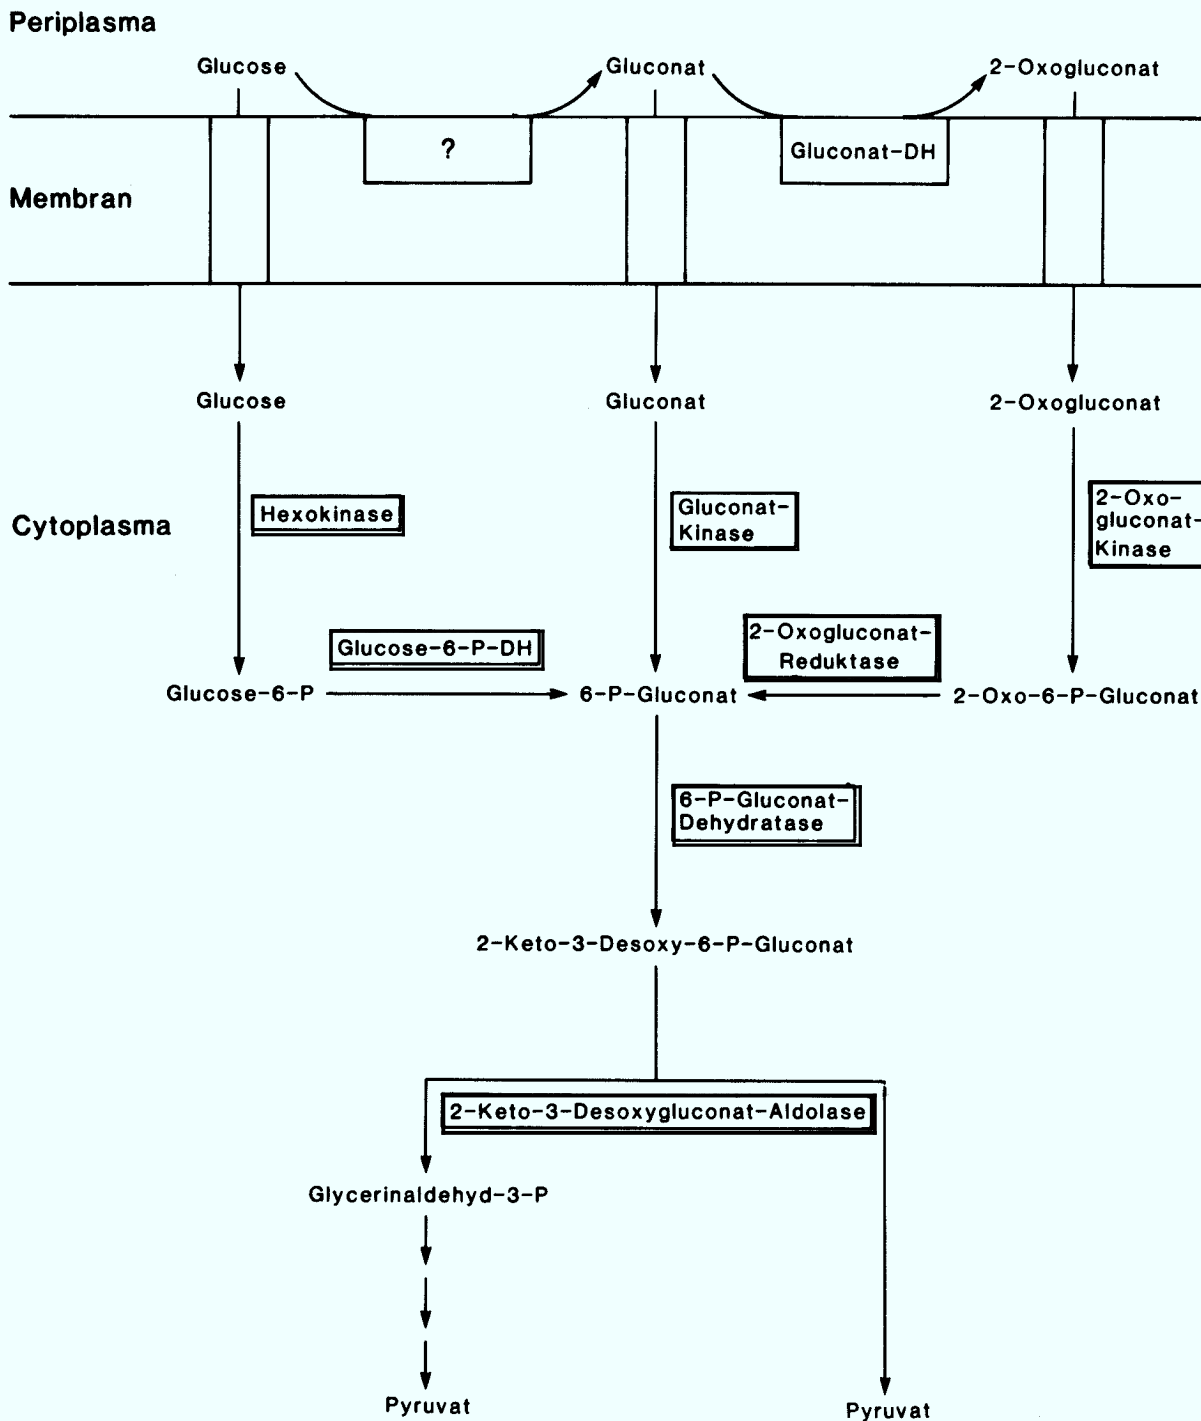 Periplasma
Glucose
Gluconat
2-Oxogluconat
?
Gluconat-DH
Membran
Glucose
Gluconat
2-Oxogluconat
Cytoplasma
Hexokinase
Gluconat-
Kinase
2-Oxo-
gluconat-
Kinase
Glucose-6-P-DH
2-Oxogluconat-
Reduktase
Glucose-6-P
6-P-Gluconat
2-Oxo-6-P-Gluconat
6-P-Gluconat-
Dehydratase
2-Keto-3-Desoxy-6-P-Gluconat
2-Keto-3-Desoxygluconat-Aldolase
Glycerinaldehyd-3-P
Pyruvat
Pyruvat